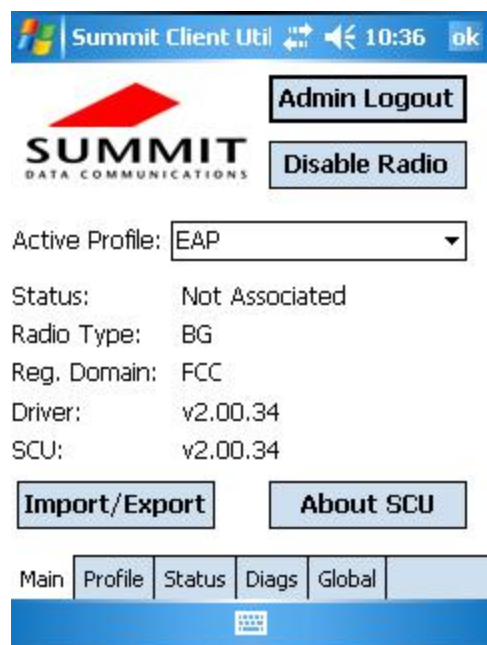 Summit Client Util 10:36 ok
Admin Logout
SUMMIT
DATA COMMUNICATIONS
Disable Radio
Active Profile: EAP
Status: Not Associated
Radio Type: BG
Reg. Domain: FCC
Driver: v2.00.34
SCU: v2.00.34
Import/Export About SCU
Main Profile Status Diags Global